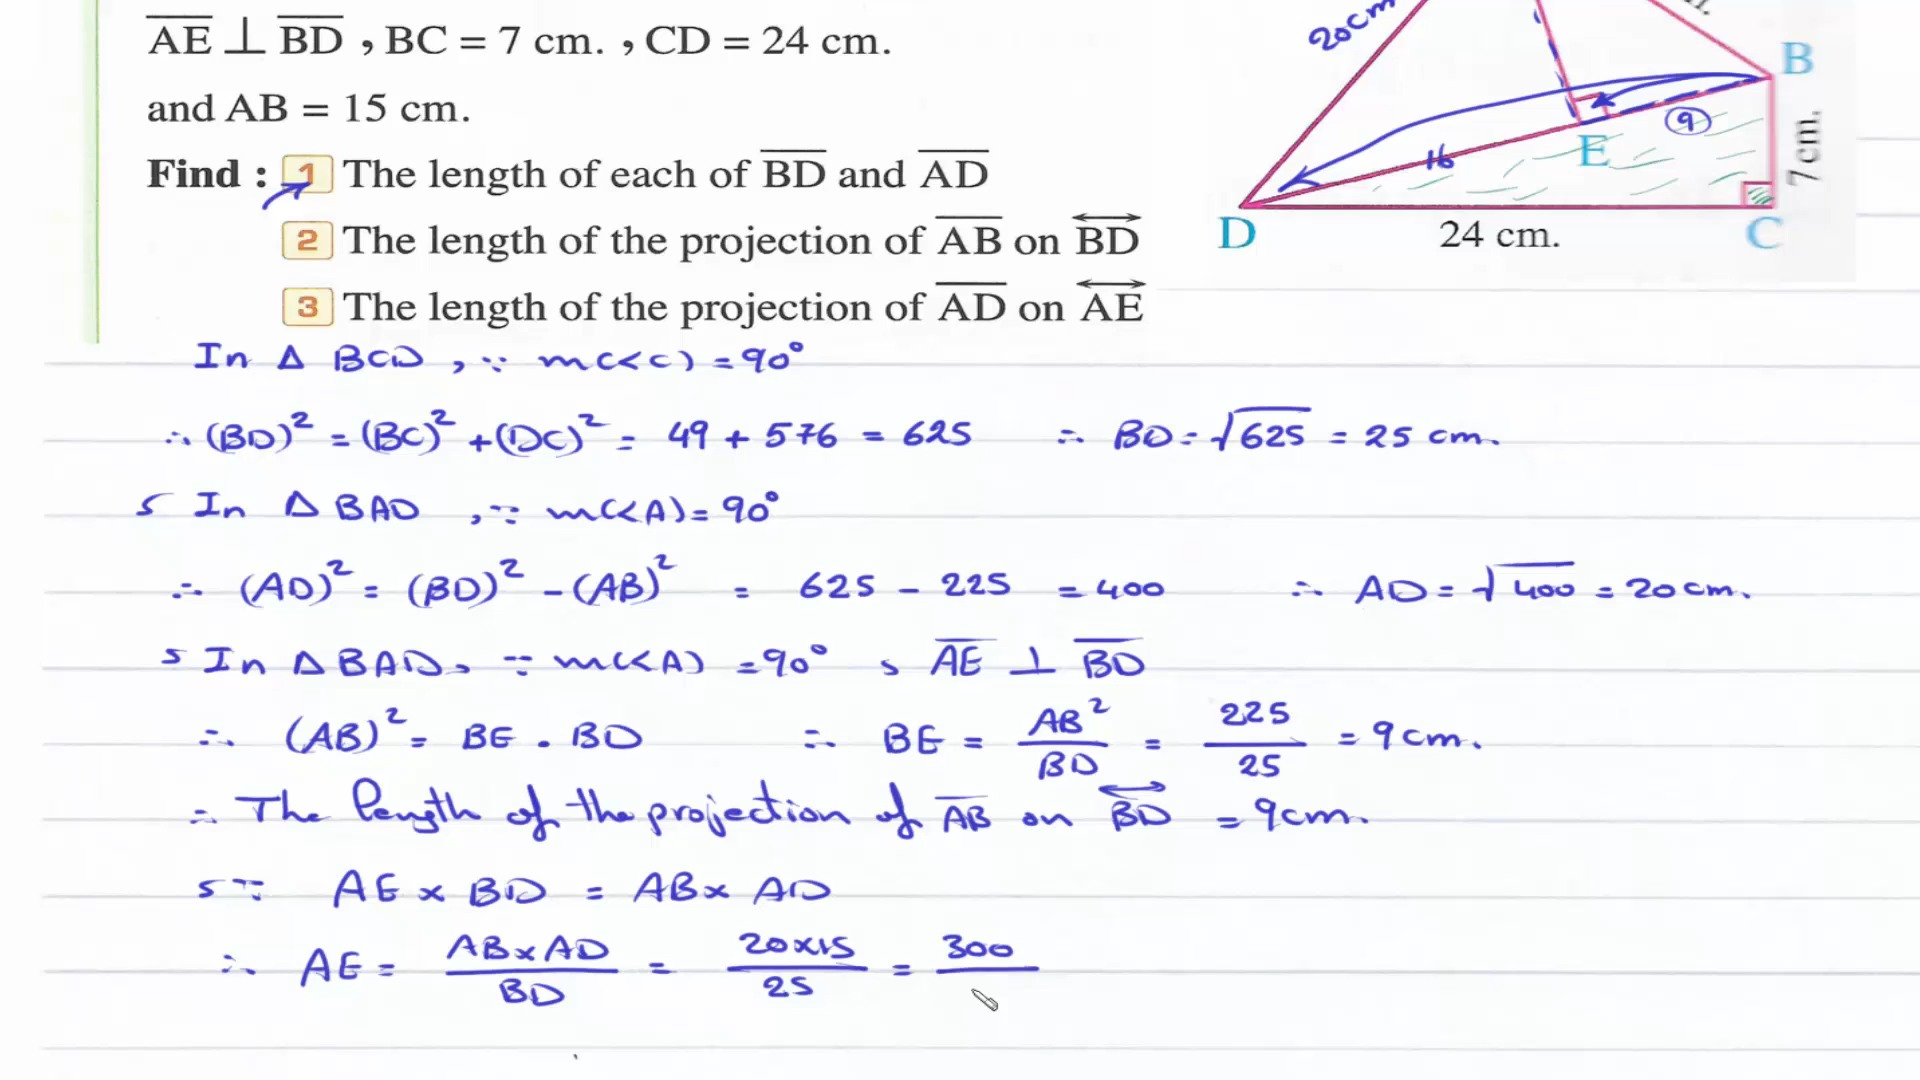 AE ⊥ BD , BC = 7 cm. , CD = 24 cm.
and AB = 15 cm.
Find : 1 The length of each of BD and AD
2 The length of the projection of AB on BD
3 The length of the projection of AD on AE
20cm
B
9
E
16
7cm.
D
24 cm.
C
In Δ BCD , ∵ m(<C) = 90°
∴ (BD)² = (BC)² + (DC)² = 49 + 576 = 625 ∴ BD = √625 = 25 cm.
, In Δ BAD , ∵ m(<A) = 90°
∴ (AD)² = (BD)² - (AB)² = 625 - 225 = 400 ∴ AD = √400 = 20 cm.
, In Δ BAD, ∵ m(<A) = 90° , AE ⊥ BD
∴ (AB)² = BE . BD ∴ BE = AB²/BD = 225/25 = 9 cm.
∴ The length of the projection of AB on BD = 9cm.
, ∵ AE × BD = AB × AD
∴ AE = AB×AD/BD = 20×15/25 = 300